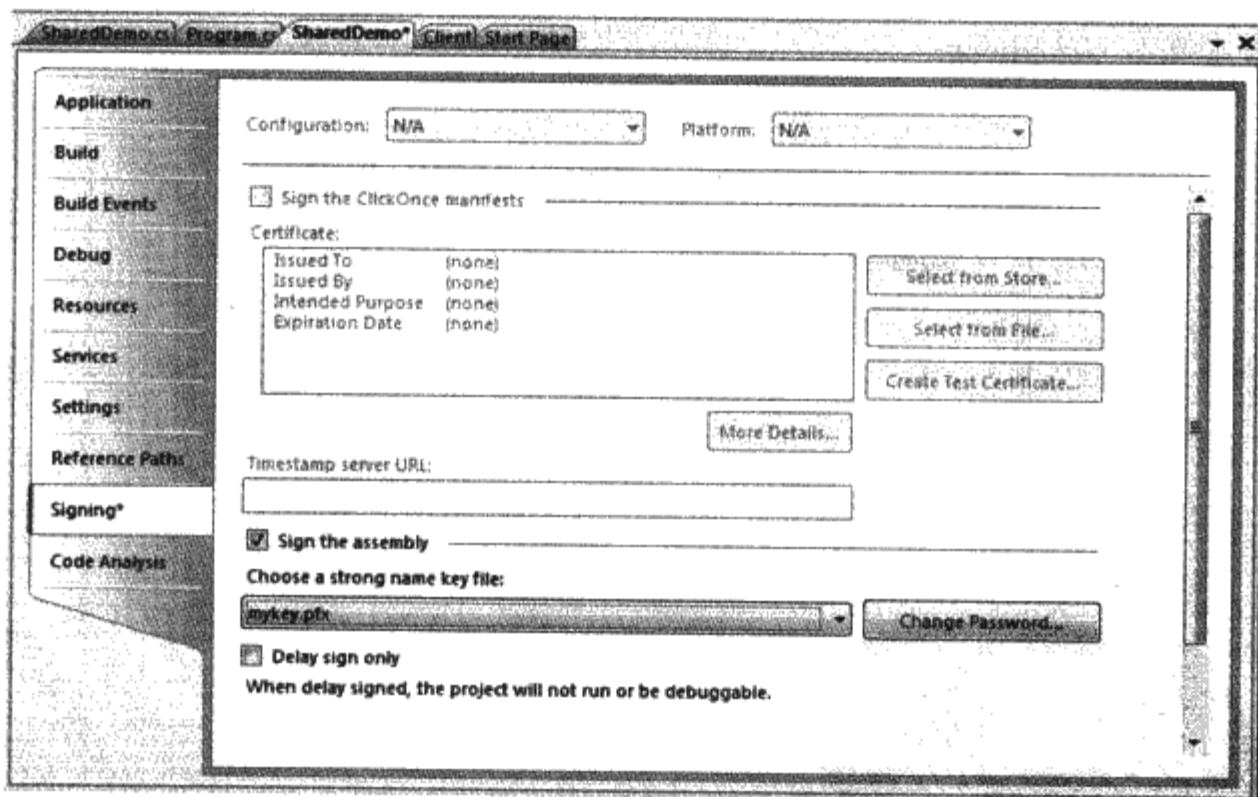 SharedDemo.cs Program.cs* SharedDemo* Client Start Page
Application
Build
Build Events
Debug
Resources
Services
Settings
Reference Paths
Signing*
Code Analysis
Configuration: N/A Platform: N/A
Sign the ClickOnce manifests
Certificate:
Issued To (none)
Issued By (none)
Intended Purpose (none)
Expiration Date (none)
Select from Store...
Select from File...
Create Test Certificate...
More Details...
Timestamp server URL:
Sign the assembly
Choose a strong name key file:
mykey.pfx Change Password...
Delay sign only
When delay signed, the project will not run or be debuggable.